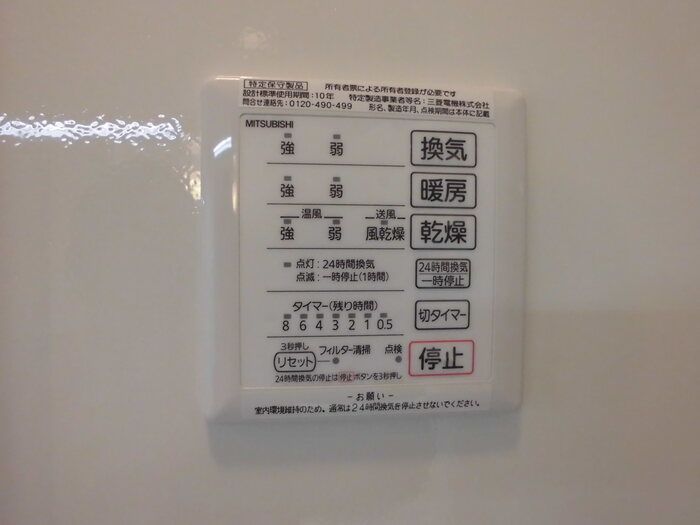 特定保守製品 所有者票による所有者登録が必要です
設計標準使用期間:10年 特定製造事業者等名:三菱電機株式会社
問合せ連絡先:0120-490-499 形名、製造年月、点検期間は本体に記載
MITSUBISHI
強 弱 換気
強 弱 暖房
温風 送風
強 弱 風乾燥 乾燥
点灯:24時間換気
点滅:一時停止(1時間)
24時間換気
一時停止
タイマー(残り時間)
8 6 4 3 2 1 0.5
切タイマー
3秒押し
リセット フィルター清掃 点検
停止
24時間換気の停止は停止ボタンを3秒押し
-お願い-
室内環境維持のため、通常は24時間換気を停止させないでください。